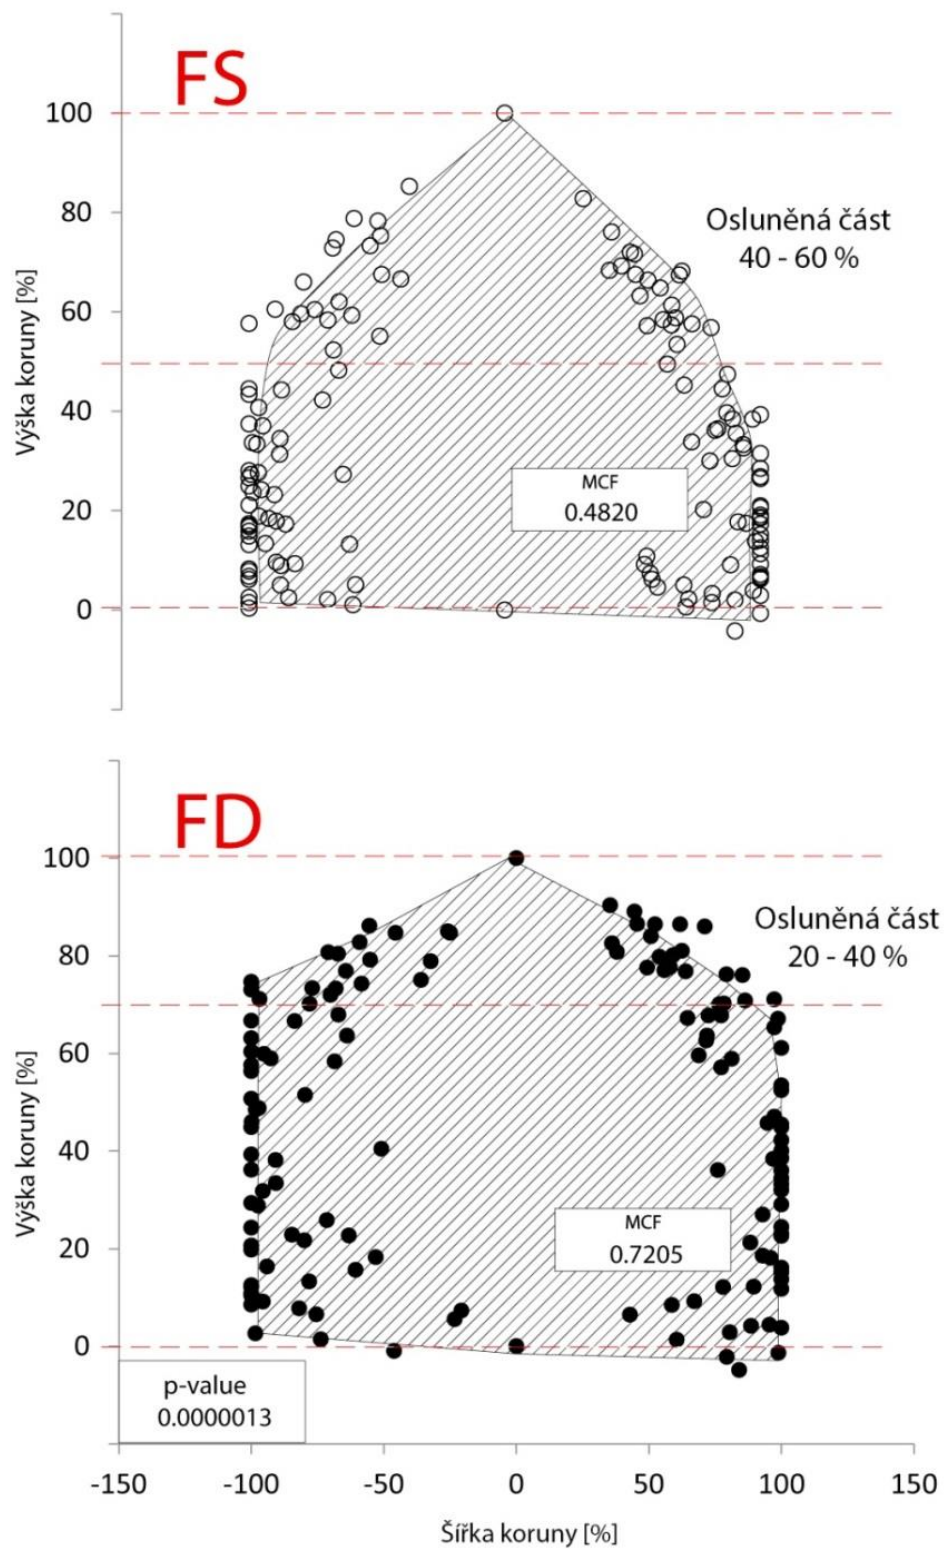 FS
100
80
60
40
20
0
Výška koruny [%]
Osluněná část
40 - 60 %
MCF
0.4820
FD
100
80
60
40
20
0
Výška koruny [%]
Osluněná část
20 - 40 %
MCF
0.7205
p-value
0.0000013
-150 -100 -50 0 50 100 150
Šířka koruny [%]